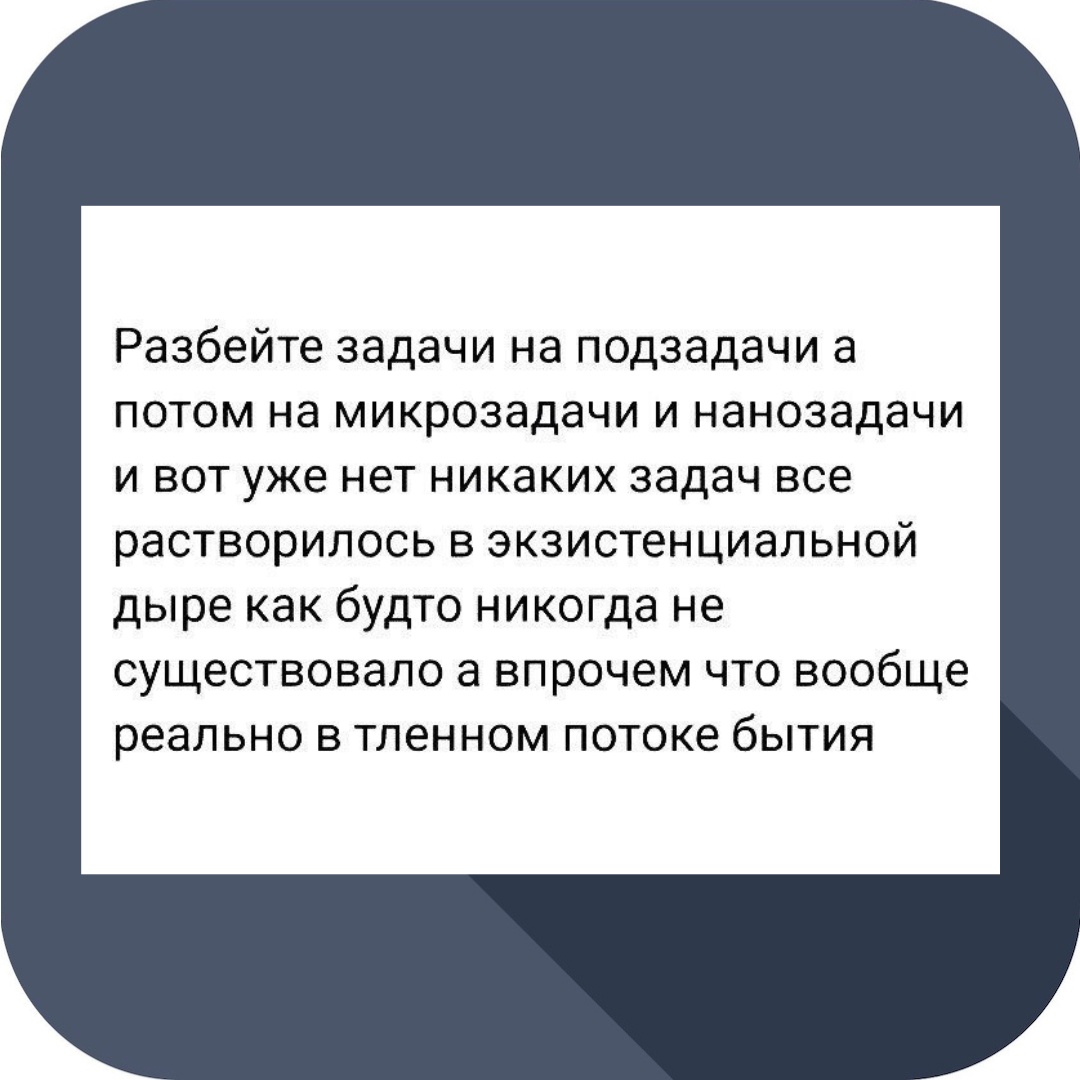 Разбейте задачи на подзадачи а
потом на микрозадачи и нанозадачи
и вот уже нет никаких задач все
растворилось в экзистенциальной
дыре как будто никогда не
существовало а впрочем что вообще
реально в тленном потоке бытия